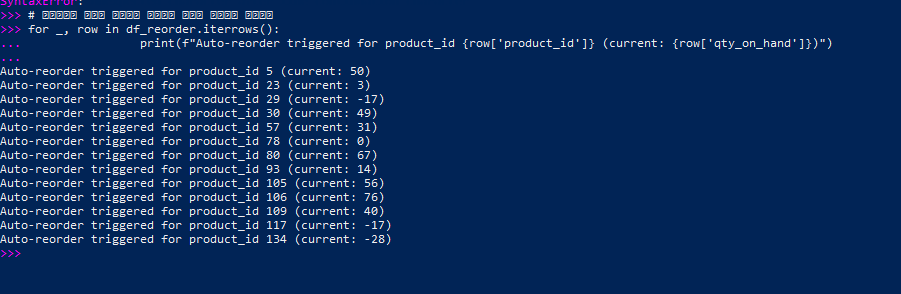 SyntaxError:
>>> #
>>> for _, row in df_reorder.iterrows():
...                 print(f"Auto-reorder triggered for product_id {row['product_id']} (current: {row['qty_on_hand']})")
...
Auto-reorder triggered for product_id 5 (current: 50)
Auto-reorder triggered for product_id 23 (current: 3)
Auto-reorder triggered for product_id 29 (current: -17)
Auto-reorder triggered for product_id 30 (current: 49)
Auto-reorder triggered for product_id 57 (current: 31)
Auto-reorder triggered for product_id 78 (current: 0)
Auto-reorder triggered for product_id 80 (current: 67)
Auto-reorder triggered for product_id 93 (current: 14)
Auto-reorder triggered for product_id 105 (current: 56)
Auto-reorder triggered for product_id 106 (current: 76)
Auto-reorder triggered for product_id 109 (current: 40)
Auto-reorder triggered for product_id 117 (current: -17)
Auto-reorder triggered for product_id 134 (current: -28)
>>>